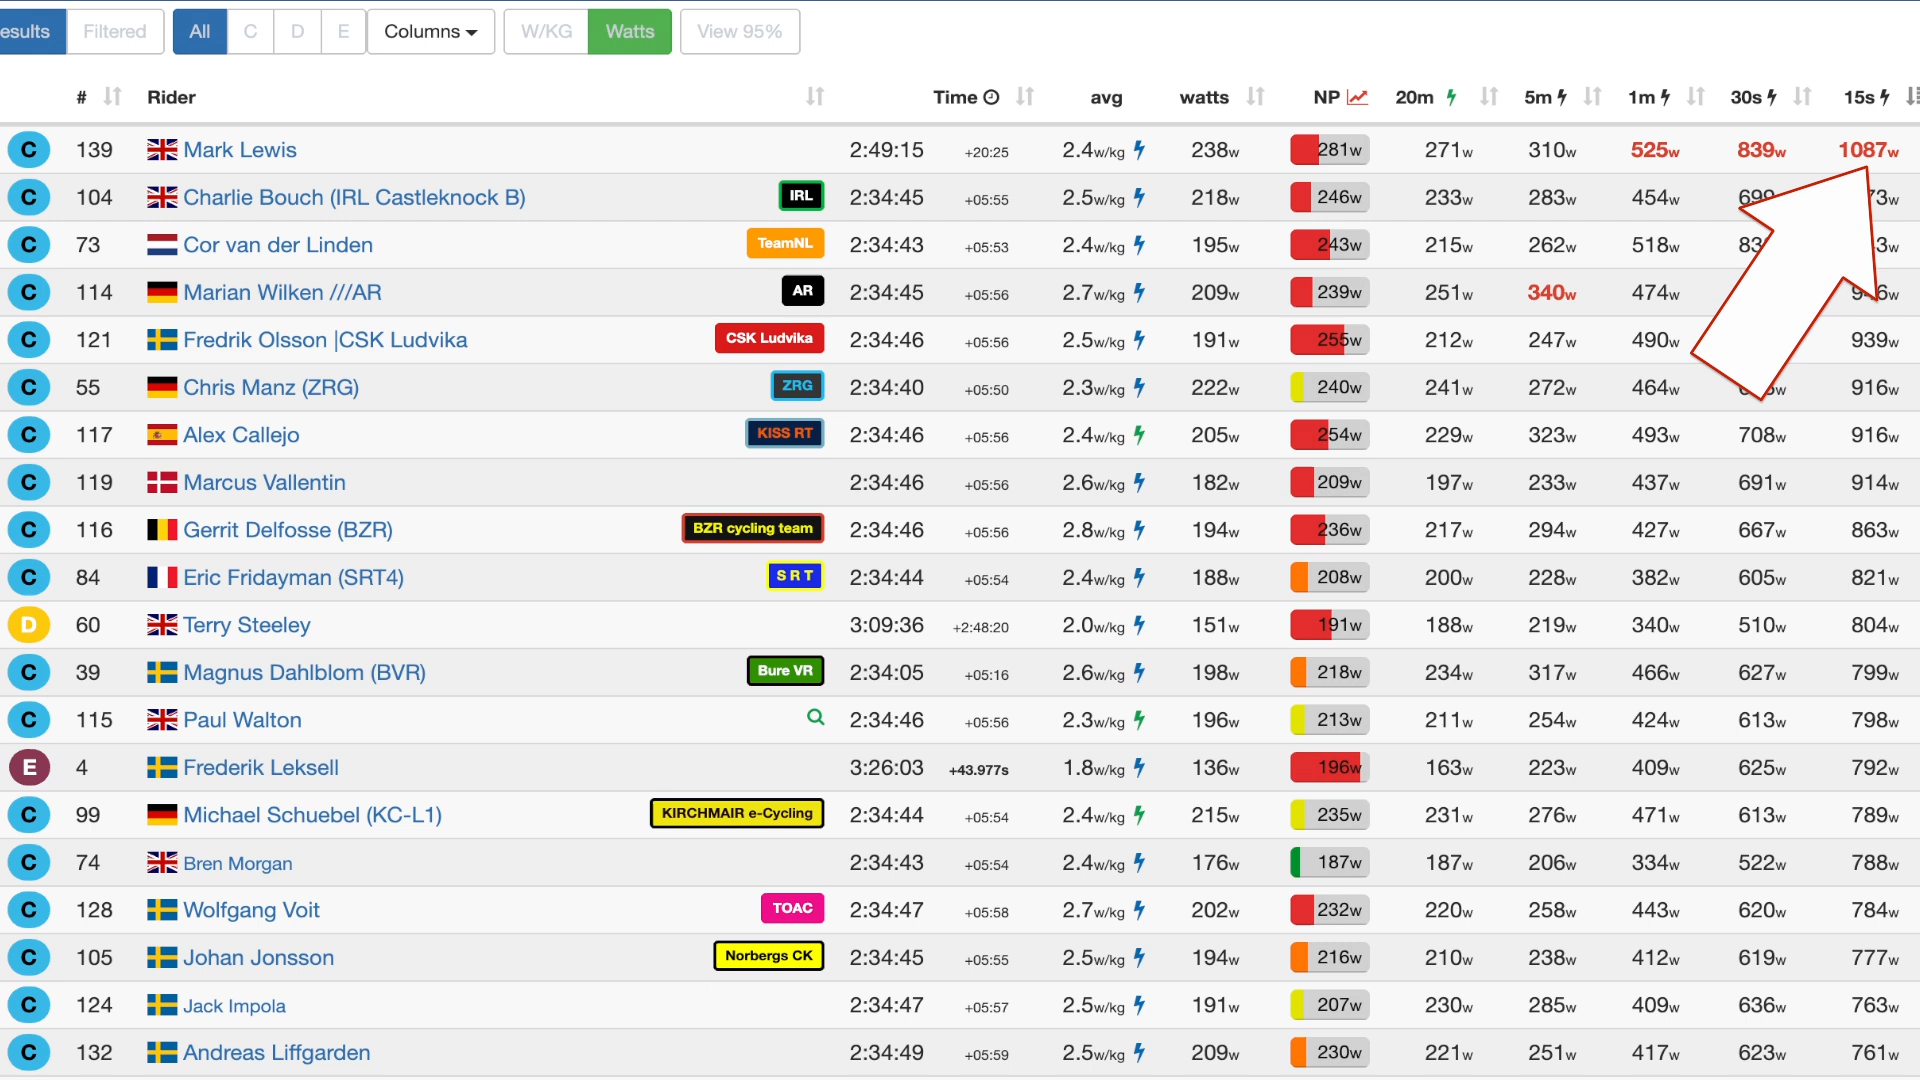 esults Filtered All C D E Columns W/KG Watts View 95%
# Rider Time avg watts NP 20m 5m 1m 30s 15s
C 139 Mark Lewis 2:49:15 +20:25 2.4w/kg 238w 281w 271w 310w 525w 839w 1087w
C 104 Charlie Bouch (IRL Castleknock B) IRL 2:34:45 +05:55 2.5w/kg 218w 246w 233w 283w 454w
C 73 Cor van der Linden TeamNL 2:34:43 +05:53 2.4w/kg 195w 243w 215w 262w 518w
C 114 Marian Wilken ///AR AR 2:34:45 +05:56 2.7w/kg 209w 239w 251w 340w 474w
C 121 Fredrik Olsson |CSK Ludvika CSK Ludvika 2:34:46 +05:56 2.5w/kg 191w 255w 212w 247w 490w 939w
C 55 Chris Manz (ZRG) ZRG 2:34:40 +05:50 2.3w/kg 222w 240w 241w 272w 464w 916w
C 117 Alex Callejo KISS RT 2:34:46 +05:56 2.4w/kg 205w 254w 229w 323w 493w 708w 916w
C 119 Marcus Vallentin 2:34:46 +05:56 2.6w/kg 182w 209w 197w 233w 437w 691w 914w
C 116 Gerrit Delfosse (BZR) BZR cycling team 2:34:46 +05:56 2.8w/kg 194w 236w 217w 294w 427w 667w 863w
C 84 Eric Fridayman (SRT4) S R T 2:34:44 +05:54 2.4w/kg 188w 208w 200w 228w 382w 605w 821w
D 60 Terry Steeley 3:09:36 +2:48:20 2.0w/kg 151w 191w 188w 219w 340w 510w 804w
C 39 Magnus Dahlblom (BVR) Bure VR 2:34:05 +05:16 2.6w/kg 198w 218w 234w 317w 466w 627w 799w
C 115 Paul Walton 2:34:46 +05:56 2.3w/kg 196w 213w 211w 254w 424w 613w 798w
E 4 Frederik Leksell 3:26:03 +43.977s 1.8w/kg 136w 196w 163w 223w 409w 625w 792w
C 99 Michael Schuebel (KC-L1) KIRCHMAIR e-Cycling 2:34:44 +05:54 2.4w/kg 215w 235w 231w 276w 471w 613w 789w
C 74 Bren Morgan 2:34:43 +05:54 2.4w/kg 176w 187w 187w 206w 334w 522w 788w
C 128 Wolfgang Voit TOAC 2:34:47 +05:58 2.7w/kg 202w 232w 220w 258w 443w 620w 784w
C 105 Johan Jonsson Norbergs CK 2:34:45 +05:55 2.5w/kg 194w 216w 210w 238w 412w 619w 777w
C 124 Jack Impola 2:34:47 +05:57 2.5w/kg 191w 207w 230w 285w 409w 636w 763w
C 132 Andreas Liffgarden 2:34:49 +05:59 2.5w/kg 209w 230w 221w 251w 417w 623w 761w